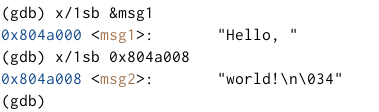 (gdb) x/1sb &msg1
0x804a000 <msg1>: "Hello, "
(gdb) x/1sb 0x804a008
0x804a008 <msg2>: "world!\n\034"
(gdb)